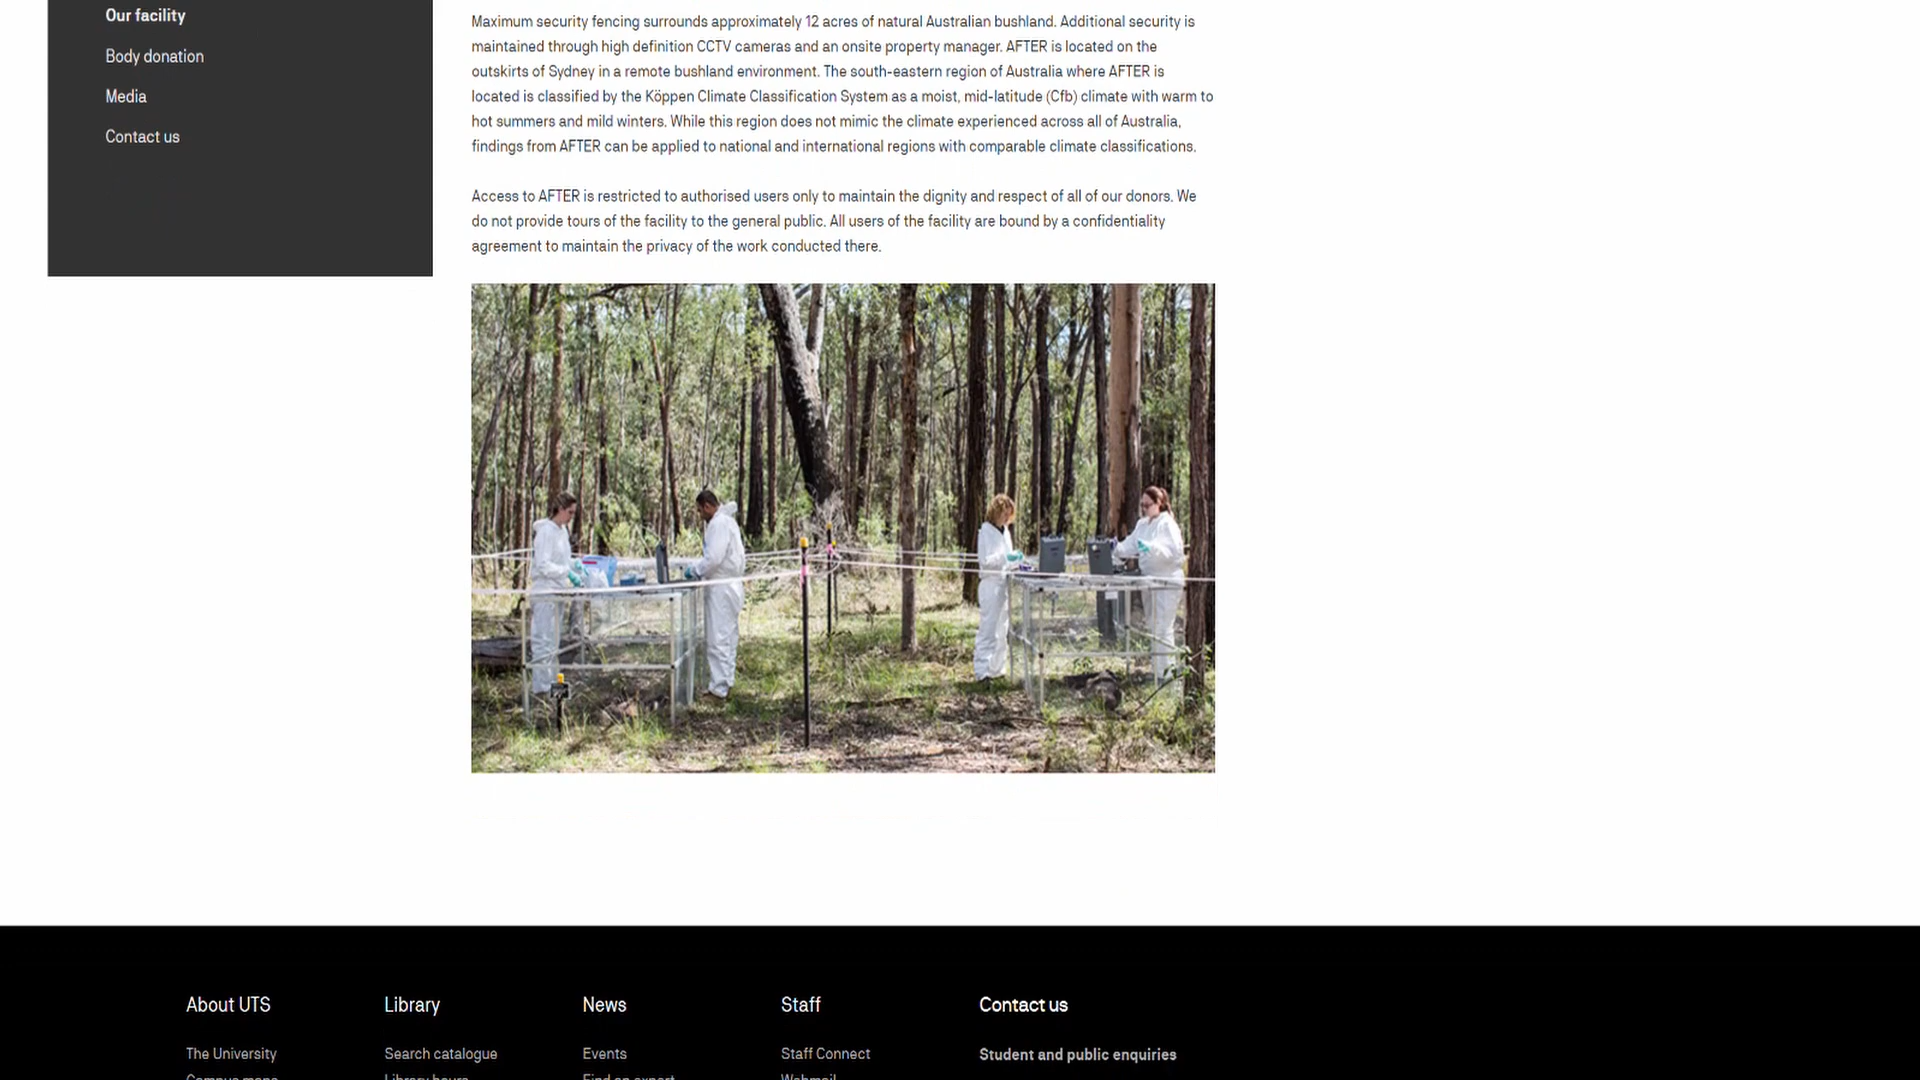 Our facility
Body donation
Media
Contact us
Maximum security fencing surrounds approximately 12 acres of natural Australian bushland. Additional security is
maintained through high definition CCTV cameras and an onsite property manager. AFTER is located on the
outskirts of Sydney in a remote bushland environment. The south-eastern region of Australia where AFTER is
located is classified by the Köppen Climate Classification System as a moist, mid-latitude (Cfb) climate with warm to
hot summers and mild winters. While this region does not mimic the climate experienced across all of Australia,
findings from AFTER can be applied to national and international regions with comparable climate classifications.
Access to AFTER is restricted to authorised users only to maintain the dignity and respect of all of our donors. We
do not provide tours of the facility to the general public. All users of the facility are bound by a confidentiality
agreement to maintain the privacy of the work conducted there.
About UTS
The University
Campus maps
Library
Search catalogue
Library hours
News
Events
Find an expert
Staff
Staff Connect
Webmail
Contact us
Student and public enquiries